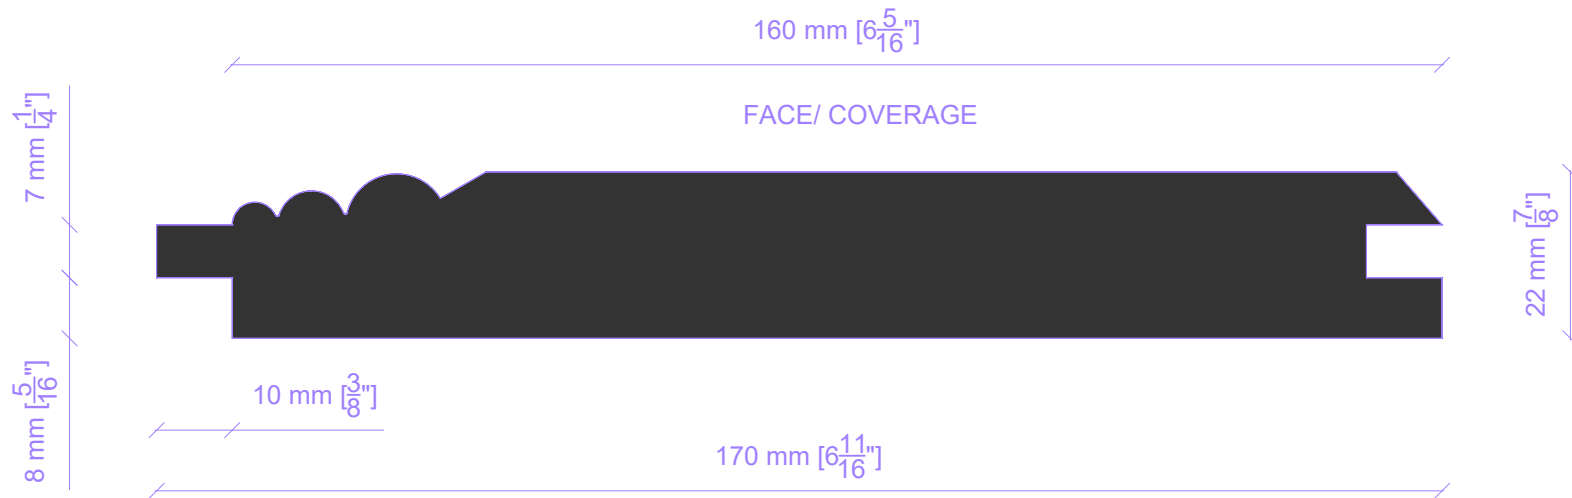 160 mm [6 5/16"]
FACE/ COVERAGE
7 mm [1/4"]
22 mm [7/8"]
8 mm [5/16"]
10 mm [3/8"]
170 mm [6 11/16"]